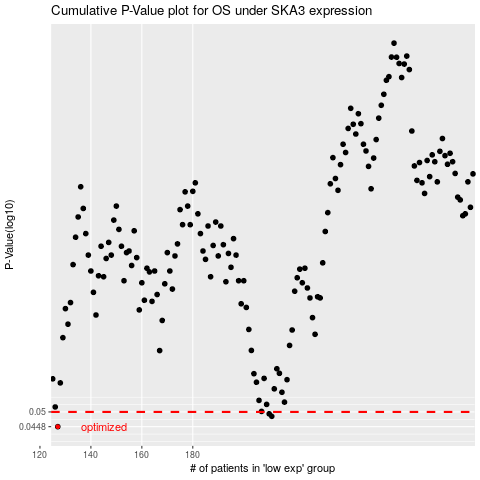 Cumulative P-Value plot for OS under SKA3 expression
P-Value(log10)
0.05
0.0448
optimized
120 140 160 180
# of patients in 'low exp' group